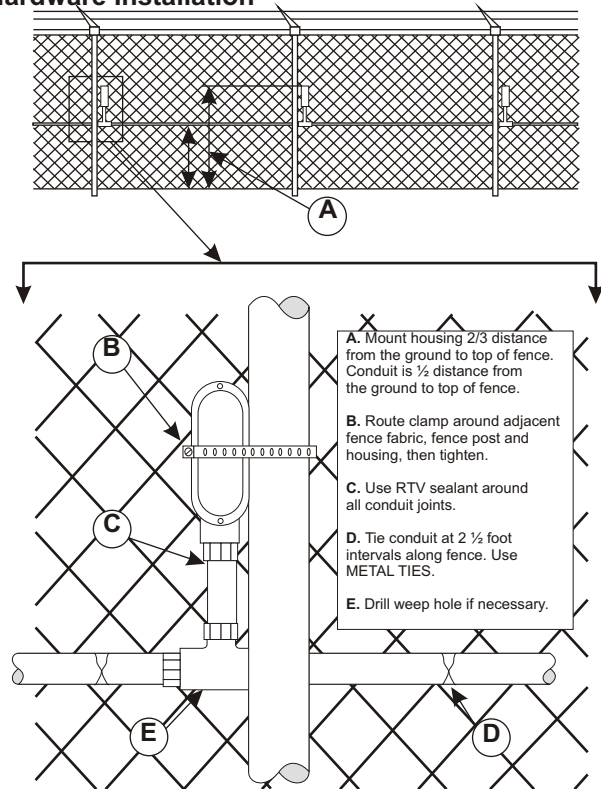 Hardware Installation
A
B
A. Mount housing 2/3 distance
from the ground to top of fence.
Conduit is ½ distance from
the ground to top of fence.
B. Route clamp around adjacent
fence fabric, fence post and
housing, then tighten.
C. Use RTV sealant around
all conduit joints.
D. Tie conduit at 2 ½ foot
intervals along fence. Use
METAL TIES.
E. Drill weep hole if necessary.
C
E
D